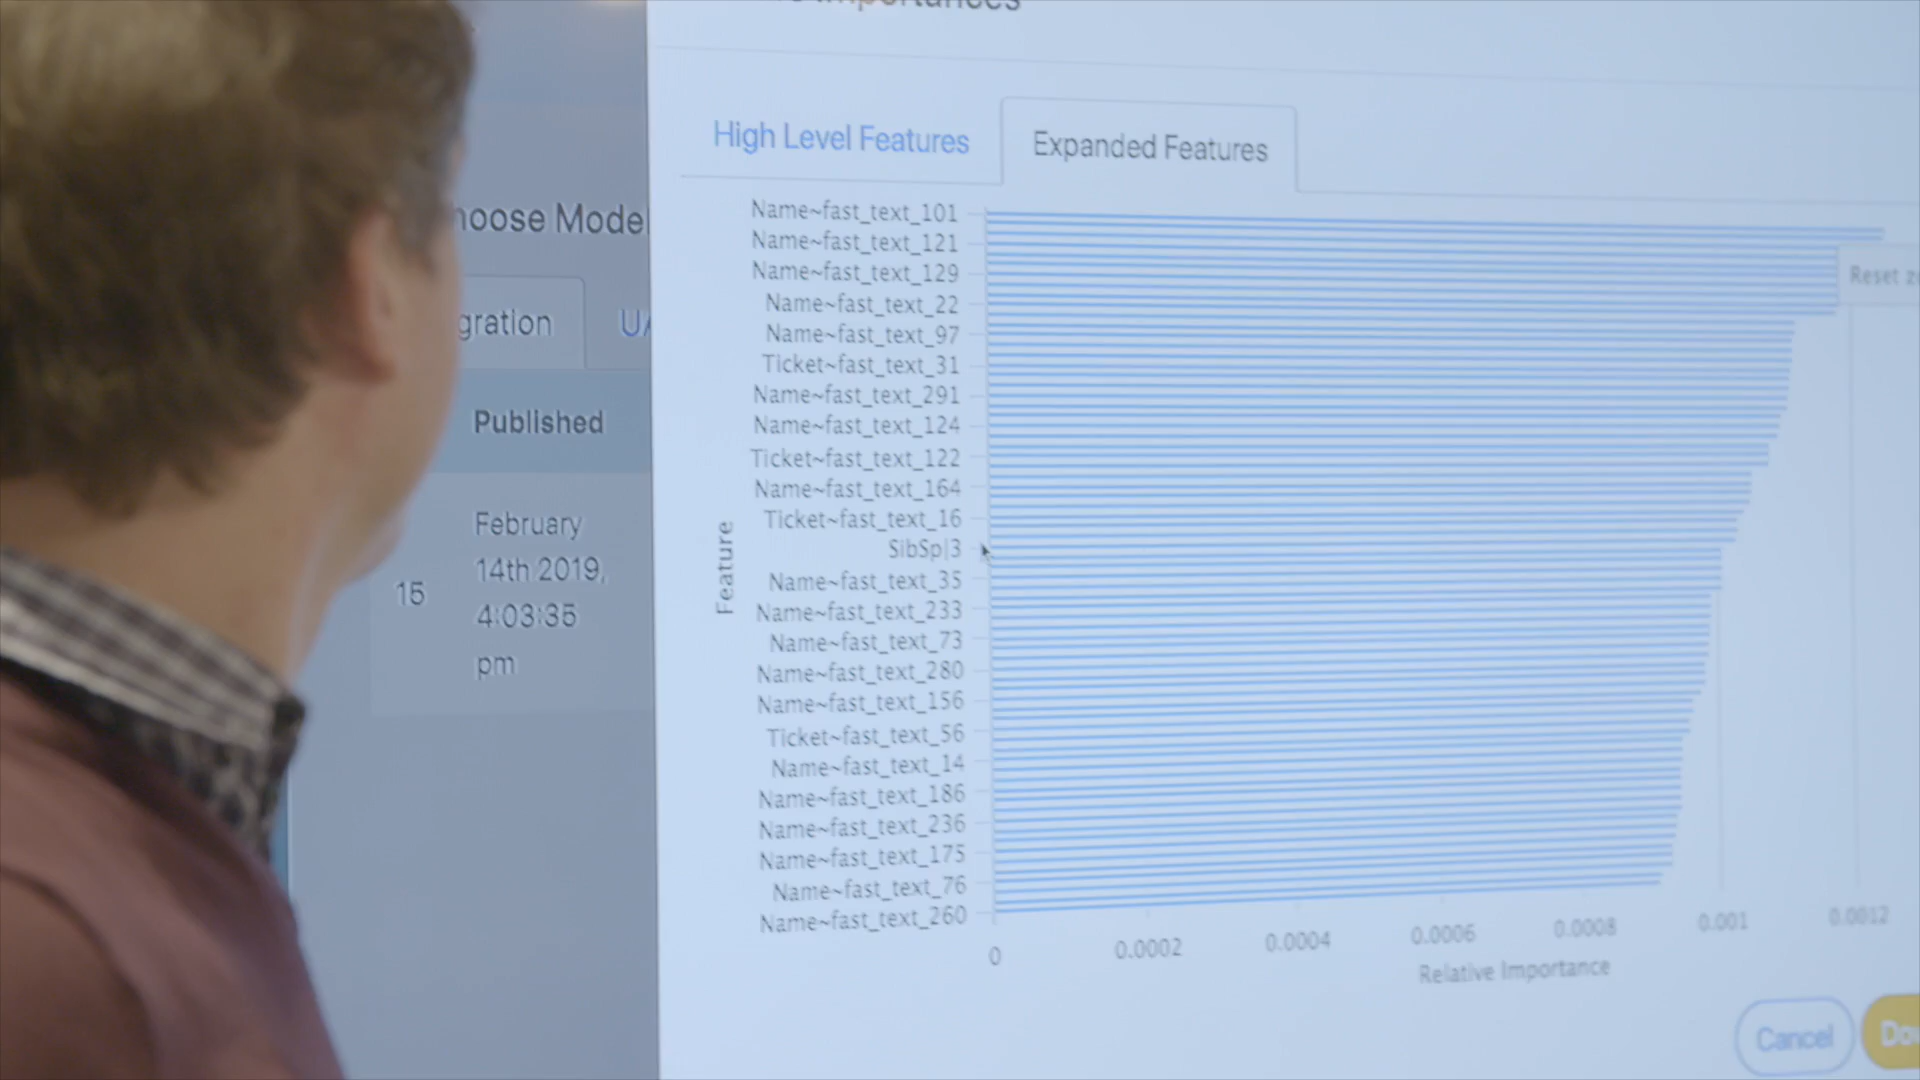 High Level Features
Expanded Features
Name~fast_text_101
Name~fast_text_121
Name~fast_text_129
Name~fast_text_22
Name~fast_text_97
Ticket~fast_text_31
Name~fast_text_291
Name~fast_text_124
Ticket~fast_text_122
Name~fast_text_164
Ticket~fast_text_16
SibSp|3
Name~fast_text_35
Name~fast_text_233
Name~fast_text_73
Name~fast_text_280
Name~fast_text_156
Ticket~fast_text_56
Name~fast_text_14
Name~fast_text_186
Name~fast_text_236
Name~fast_text_175
Name~fast_text_76
Name~fast_text_260
Feature
0 0.0002 0.0004 0.0006 0.0008 0.001 0.0012
Relative Importance
Reset
Cancel
Published
15
February
14th 2019,
4:03:35
pm